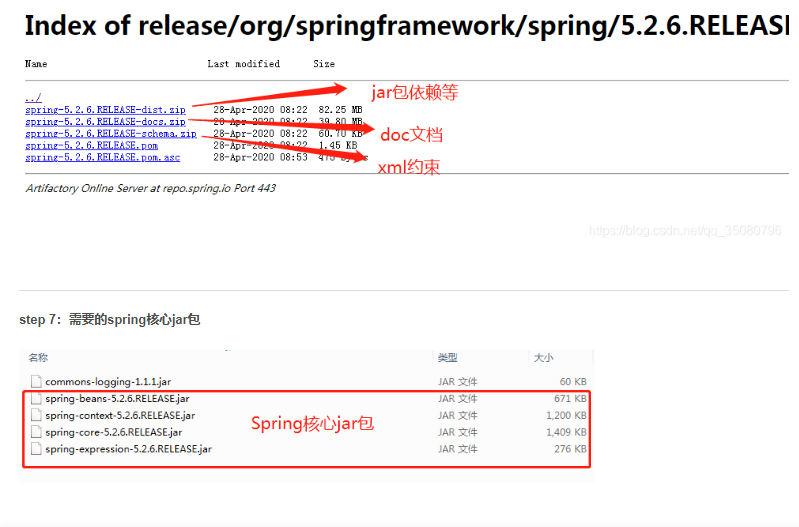 Index of release/org/springframework/spring/5.2.6.RELEASE
Name Last modified Size
../
spring-5.2.6.RELEASE-dist.zip 28-Apr-2020 08:22 82.25 MB
jar包依赖等
spring-5.2.6.RELEASE-docs.zip 28-Apr-2020 08:22 39.80 MB
doc文档
spring-5.2.6.RELEASE-schema.zip 28-Apr-2020 08:22 60.70 KB
spring-5.2.6.RELEASE.pom 28-Apr-2020 08:22 1.45 KB
spring-5.2.6.RELEASE.pom.asc 28-Apr-2020 08:53 475 bytes
xml约束
Artifactory Online Server at repo.spring.io Port 443
https://blog.csdn.net/qq_35080796
step 7：需要的spring核心jar包
名称 类型 大小
commons-logging-1.1.1.jar JAR 文件 60 KB
spring-beans-5.2.6.RELEASE.jar JAR 文件 671 KB
spring-context-5.2.6.RELEASE.jar JAR 文件 1,200 KB
Spring核心jar包
spring-core-5.2.6.RELEASE.jar JAR 文件 1,409 KB
spring-expression-5.2.6.RELEASE.jar JAR 文件 276 KB